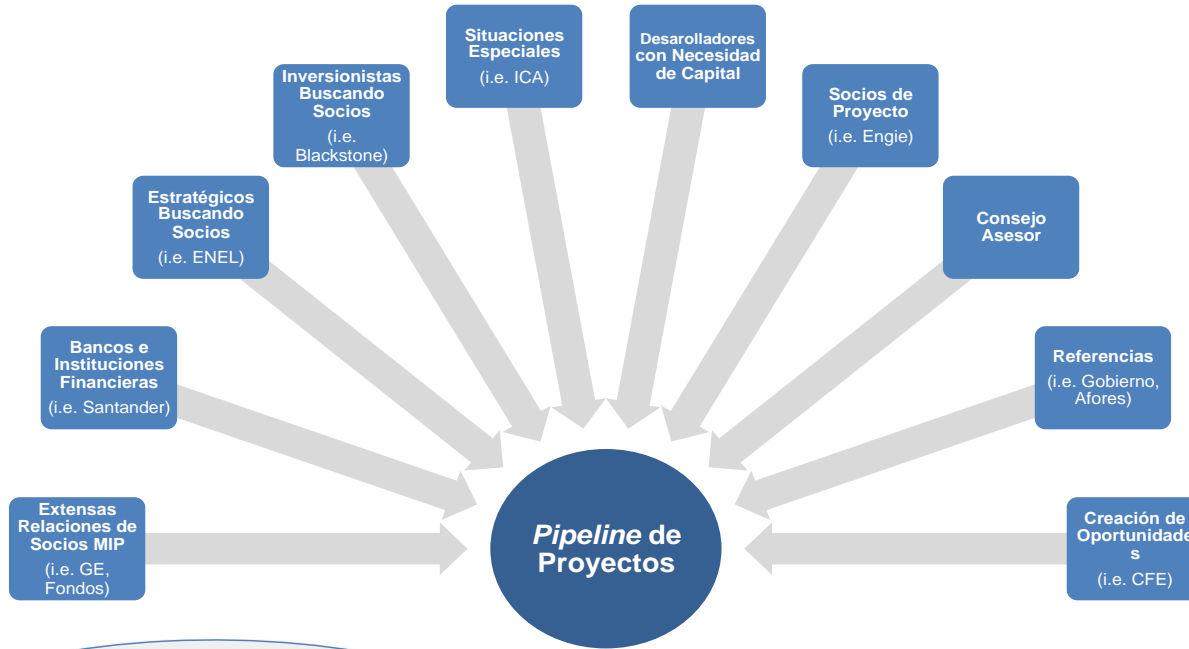 Situaciones
Especiales
(i.e. ICA)
Desarolladores
con Necesidad
de Capital
Inversionistas
Buscando
Socios
(i.e.
Blackstone)
Socios de
Proyecto
(i.e. Engie)
Estratégicos
Buscando
Socios
(i.e. ENEL)
Consejo
Asesor
Bancos e
Instituciones
Financieras
(i.e. Santander)
Referencias
(i.e. Gobierno,
Afores)
Extensas
Relaciones de
Socios MIP
(i.e. GE,
Fondos)
Pipeline de
Proyectos
Creación de
Oportunidade
s
(i.e. CFE)